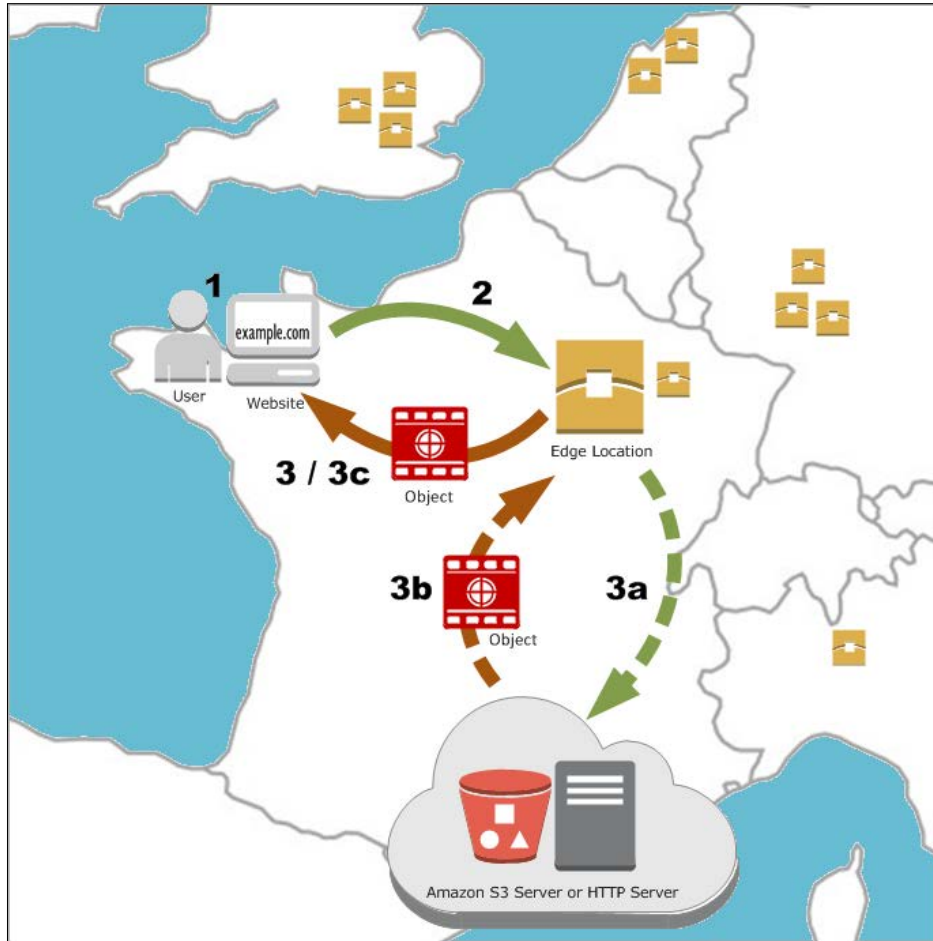 1
2
example.com
User
Website
Edge Location
3 / 3c
Object
3b
3a
Object
Amazon S3 Server or HTTP Server